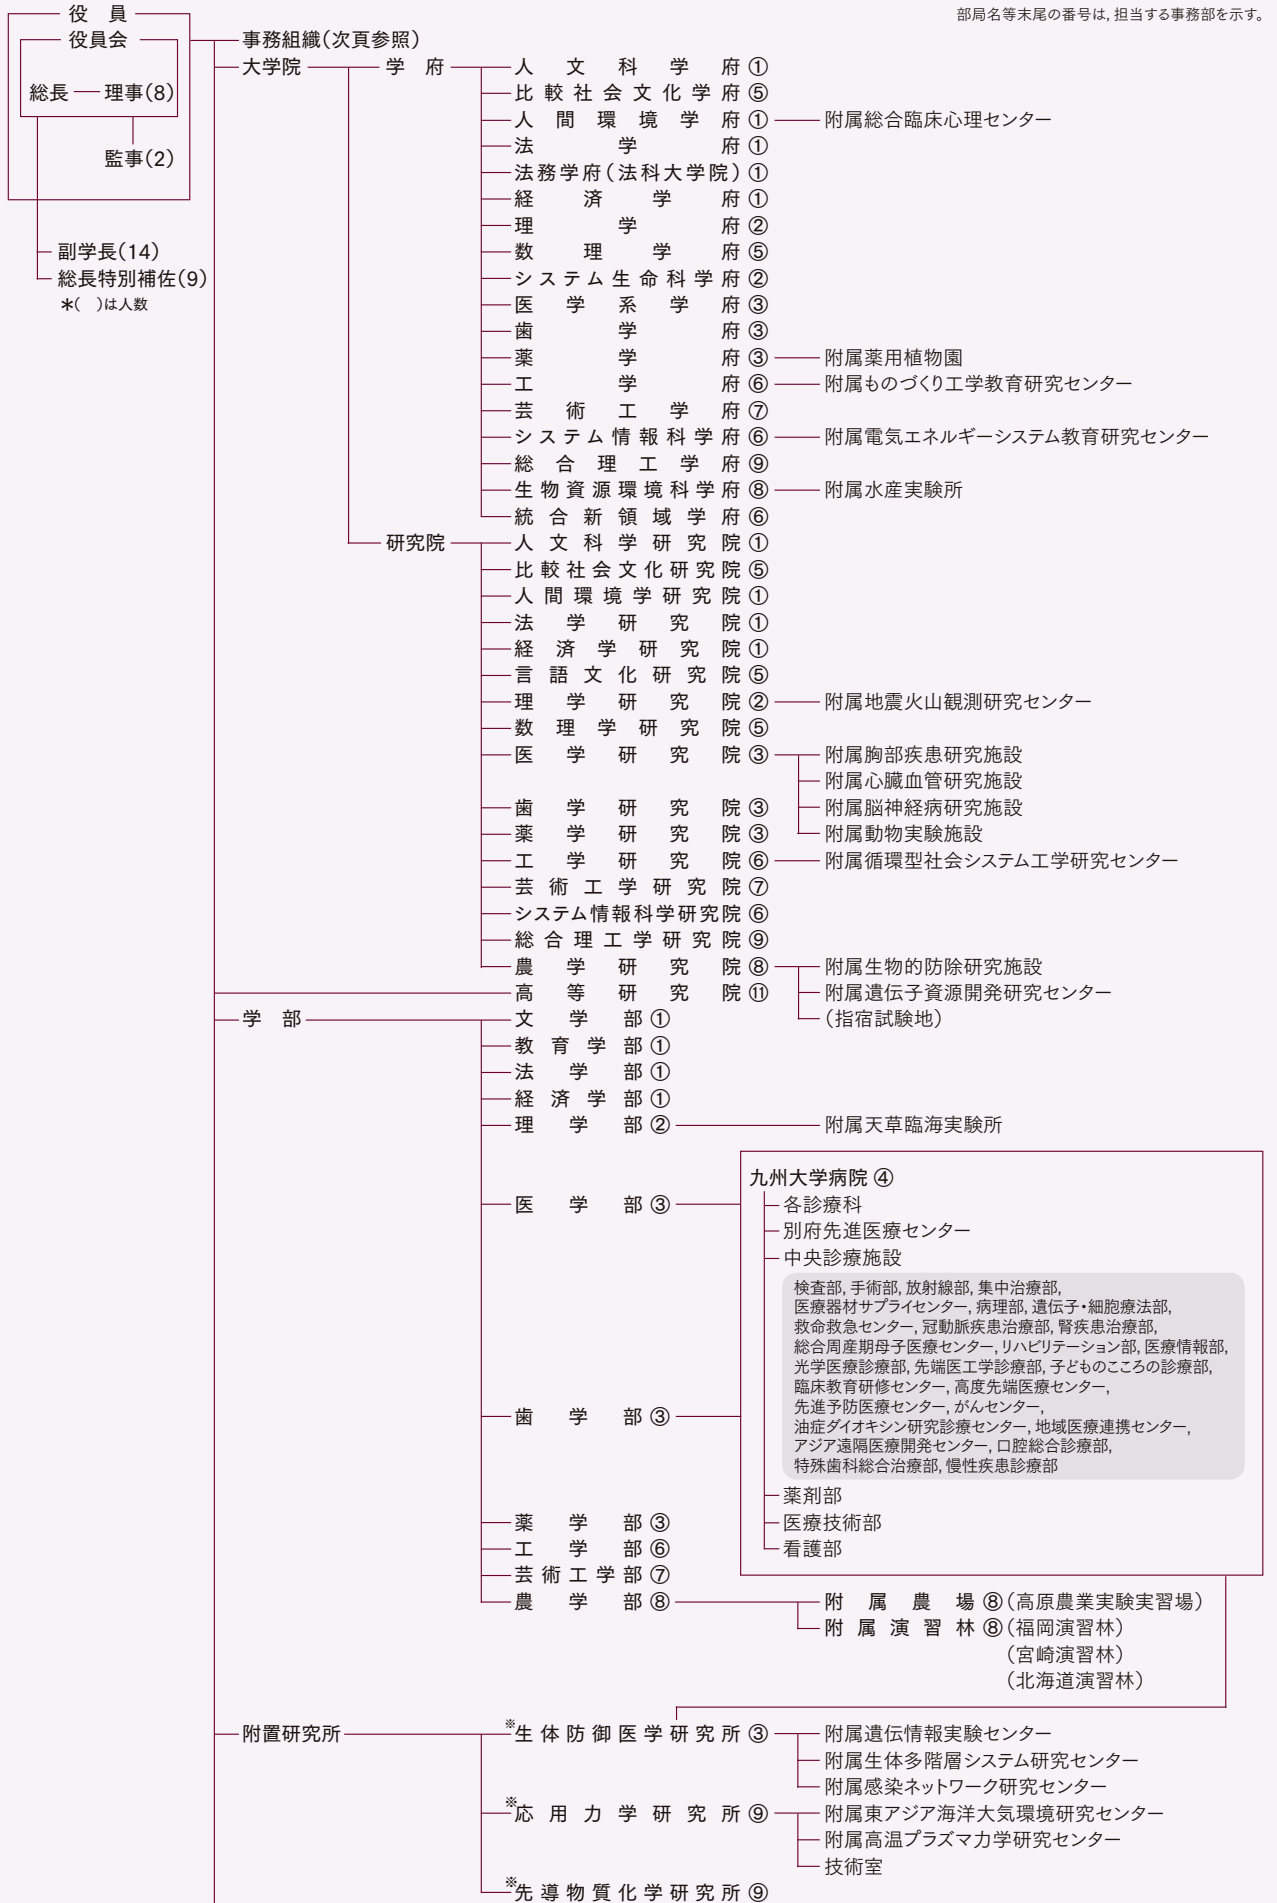 部局名等末尾の番号は, 担当する事務部を示す。
役 員
役員会
総長 理事(8)
監事(2)
副学長(14)
総長特別補佐(9)
＊( )は人数
事務組織(次頁参照)
大学院
学 府
人文科学府①
比較社会文化学府⑤
人間環境学府① 附属総合臨床心理センター
法学府①
法務学府(法科大学院)①
経済学府①
理学府②
数理学府⑤
システム生命科学府②
医学系学府③
歯学府③
薬学府③ 附属薬用植物園
工学府⑥ 附属ものづくり工学教育研究センター
芸術工学府⑦
システム情報科学府⑥ 附属電気エネルギーシステム教育研究センター
総合理工学府⑨
生物資源環境科学府⑧ 附属水産実験所
統合新領域学府⑥
研究院
人文科学研究院①
比較社会文化研究院⑤
人間環境学研究院①
法学研究院①
経済学研究院①
言語文化研究院⑤
理学研究院② 附属地震火山観測研究センター
数理学研究院⑤
医学研究院③ 附属胸部疾患研究施設
附属心臓血管研究施設
歯学研究院③ 附属脳神経病研究施設
薬学研究院③ 附属動物実験施設
工学研究院⑥ 附属循環型社会システム工学研究センター
芸術工学研究院⑦
システム情報科学研究院⑥
総合理工学研究院⑨
農学研究院⑧ 附属生物的防除研究施設
高等研究院⑪ 附属遺伝子資源開発研究センター
(指宿試験地)
学 部
文学部①
教育学部①
法学部①
経済学部①
理学部② 附属天草臨海実験所
医学部③
歯学部③
九州大学病院④
各診療科
別府先進医療センター
中央診療施設
検査部, 手術部, 放射線部, 集中治療部,
医療器材サプライセンター, 病理部, 遺伝子・細胞療法部,
救命救急センター, 冠動脈疾患治療部, 腎疾患治療部,
総合周産期母子医療センター, リハビリテーション部, 医療情報部,
光学医療診療部, 先端医工学診療部, 子どものこころの診療部,
臨床教育研修センター, 高度先端医療センター,
先進予防医療センター, がんセンター,
油症ダイオキシン研究診療センター, 地域医療連携センター,
アジア遠隔医療開発センター, 口腔総合診療部,
特殊歯科総合治療部, 慢性疾患診療部
薬剤部
医療技術部
看護部
薬学部③
工学部⑥
芸術工学部⑦
農学部⑧ 附属農場⑧(高原農業実験実習場)
附属演習林⑧(福岡演習林)
(宮崎演習林)
(北海道演習林)
附置研究所
※生体防御医学研究所③ 附属遺伝情報実験センター
附属生体多階層システム研究センター
附属感染ネットワーク研究センター
※応用力学研究所⑨ 附属東アジア海洋大気環境研究センター
附属高温プラズマ力学研究センター
技術室
※先導物質化学研究所⑨